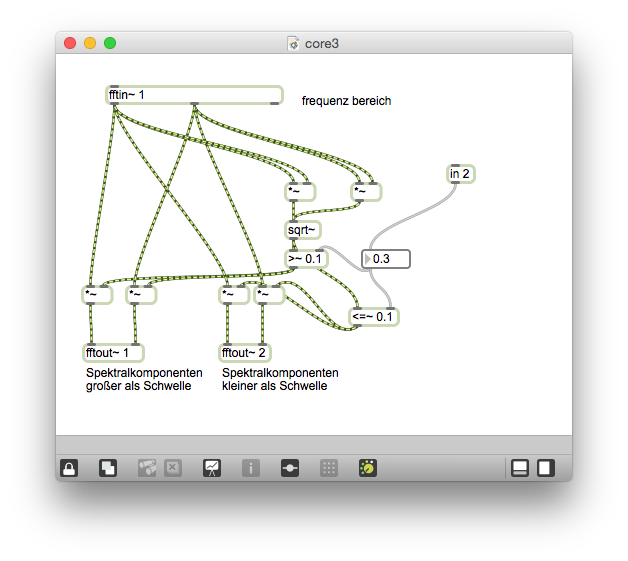 core3
fftin~ 1
frequenz bereich
in 2
*~
*~
sqrt~
>~ 0.1
0.3
*~
*~
*~
*~
<=~ 0.1
fftout~ 1
fftout~ 2
Spektralkomponenten
großer als Schwelle
Spektralkomponenten
kleiner als Schwelle